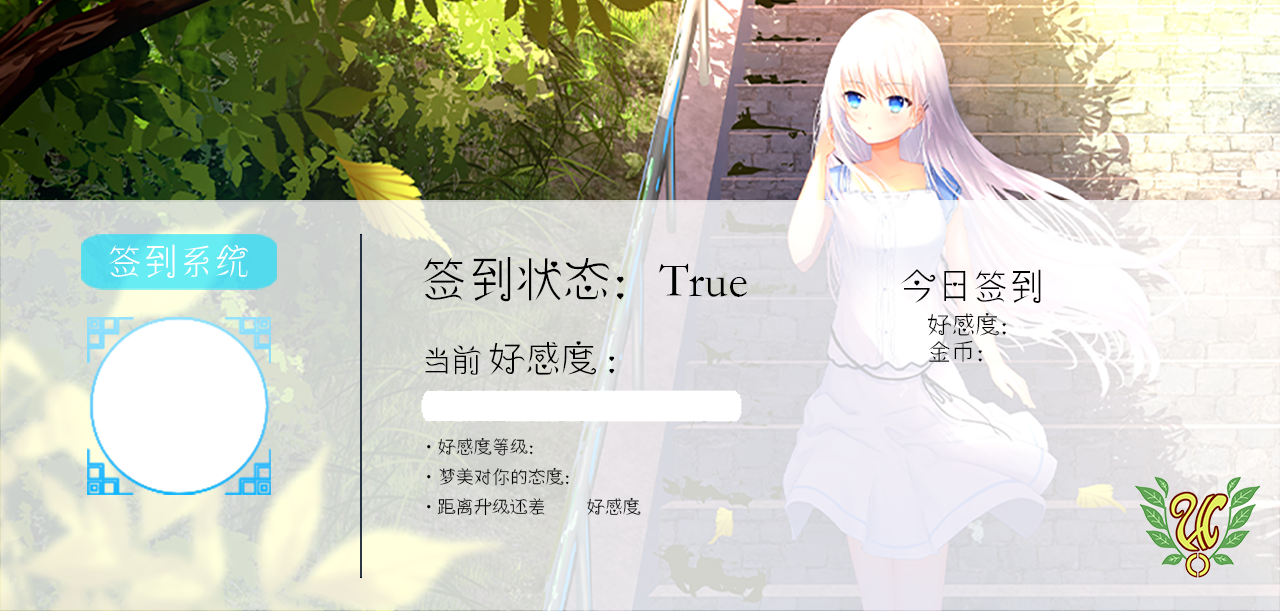 签到系统
签到状态：True
当前好感度：
·好感度等级：
·梦美对你的态度：
·距离升级还差 好感度
今日签到
好感度：
金币：